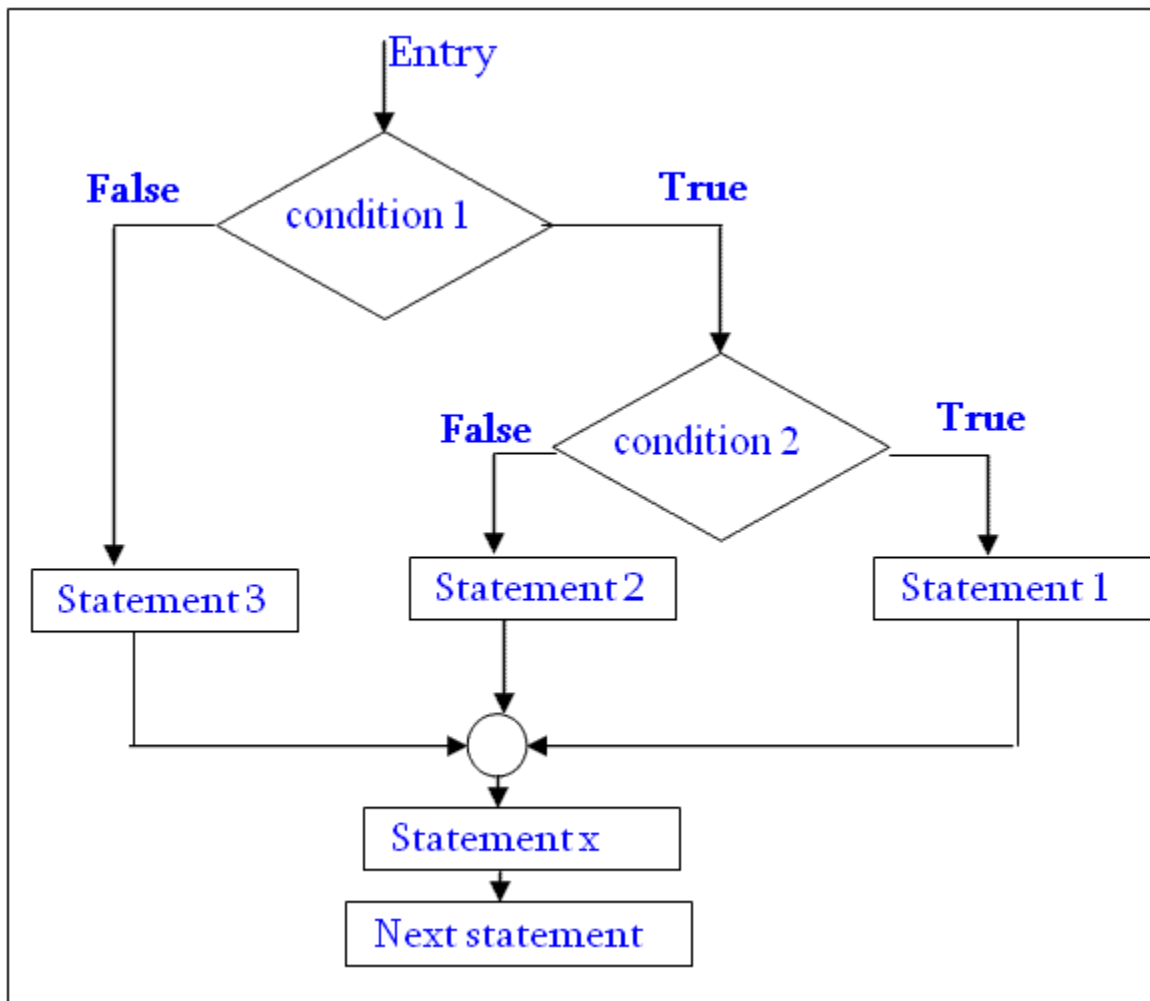 Entry
False
True
condition 1
False
True
condition 2
Statement 3
Statement 2
Statement 1
Statement x
Next statement